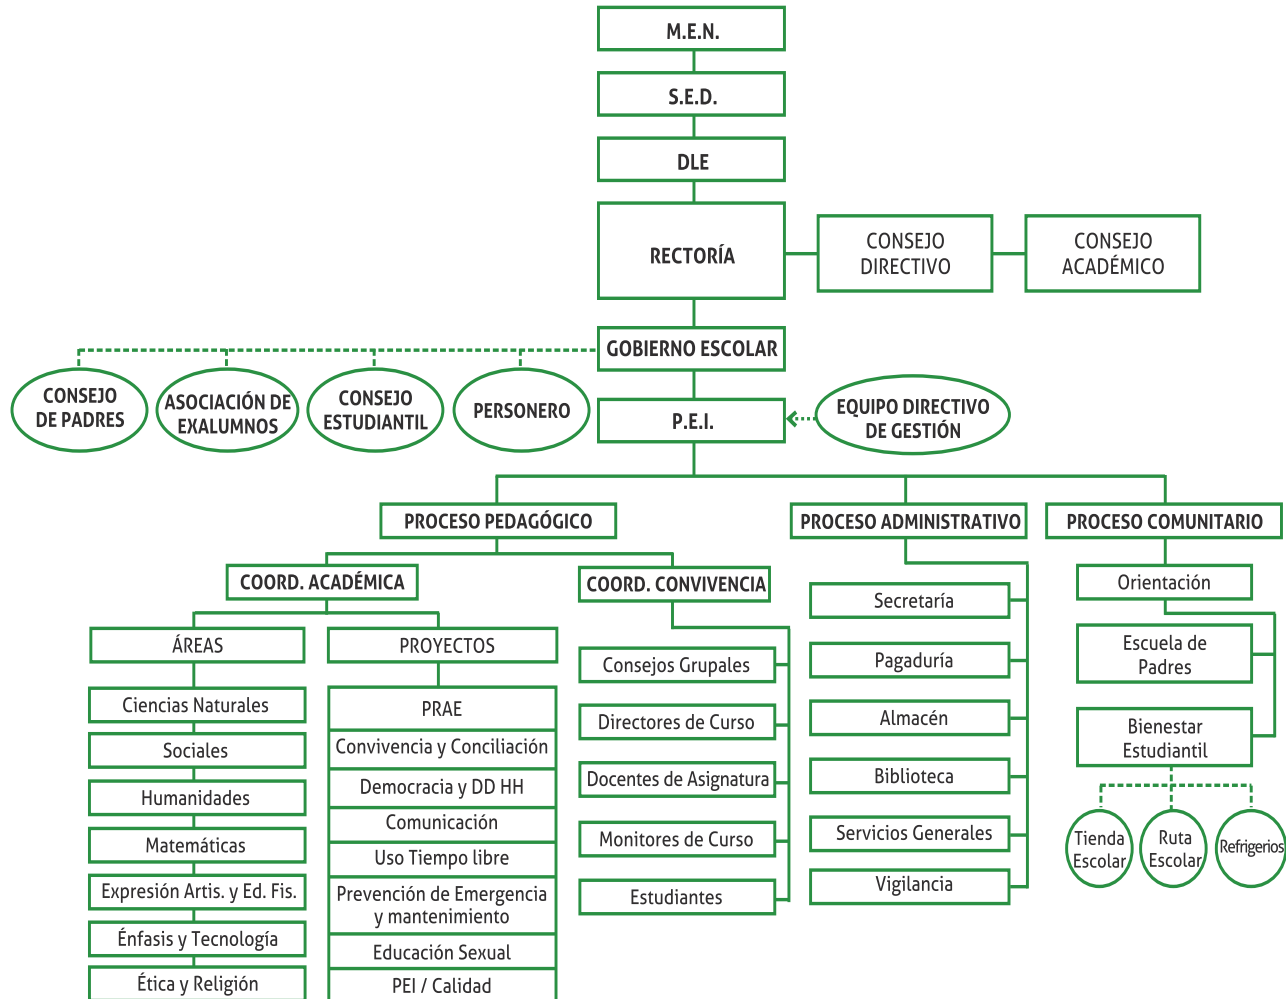 M.E.N.
S.E.D.
DLE
RECTORÍA
CONSEJO
DIRECTIVO
CONSEJO
ACADÉMICO
GOBIERNO ESCOLAR
CONSEJO
DE PADRES
ASOCIACIÓN DE
EXALUMNOS
CONSEJO
ESTUDIANTIL
PERSONERO
P.E.I.
EQUIPO DIRECTIVO
DE GESTIÓN
PROCESO PEDAGÓGICO
PROCESO ADMINISTRATIVO
PROCESO COMUNITARIO
COORD. ACADÉMICA
COORD. CONVIVENCIA
ÁREAS
Ciencias Naturales
Sociales
Humanidades
Matemáticas
Expresión Artis. y Ed. Fis.
Énfasis y Tecnología
Ética y Religión
PROYECTOS
PRAE
Convivencia y Conciliación
Democracia y DD HH
Comunicación
Uso Tiempo libre
Prevención de Emergencia
y mantenimiento
Educación Sexual
PEI / Calidad
Consejos Grupales
Directores de Curso
Docentes de Asignatura
Monitores de Curso
Estudiantes
Secretaría
Pagaduría
Almacén
Biblioteca
Servicios Generales
Vigilancia
Orientación
Escuela de
Padres
Bienestar
Estudiantil
Tienda
Escolar
Ruta
Escolar
Refrigerios